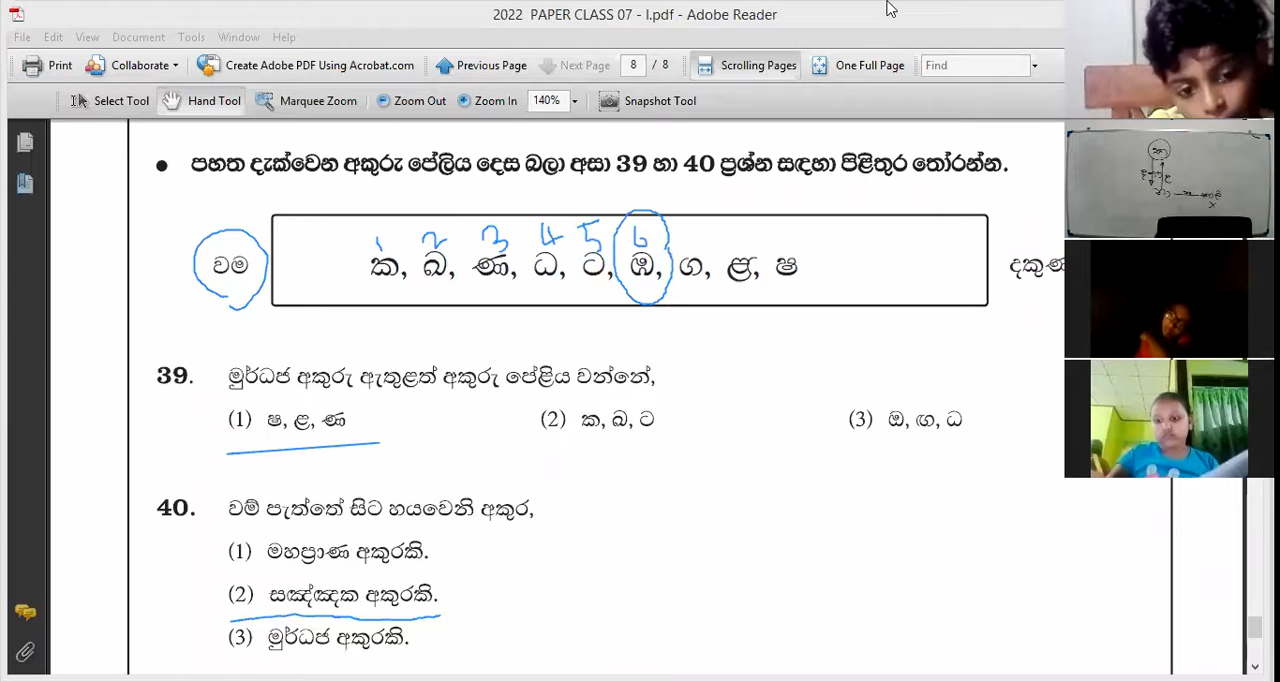 2022 PAPER CLASS 07 - I.pdf - Adobe Reader
File Edit View Document Tools Window Help
Print Collaborate Create Adobe PDF Using Acrobat.com Previous Page Next Page 8 / 8 Scrolling Pages One Full Page Find
Select Tool Hand Tool Marquee Zoom Zoom Out Zoom In 140% Snapshot Tool
• පහත දැක්වෙන අකුරු පේලිය දෙස බලා අසා 39 හා 40 ප්‍රශ්න සඳහා පිළිතුර තෝරන්න.
1 2 3 4 5 6
වම ක, ඛ, ණ, ධ, ට, ඹ, ග, ළ, ෂ දකුණ
39. මුර්ධජ අකුරු ඇතුළත් අකුරු පේළිය වන්නේ,
(1) ෂ, ළ, ණ (2) ක, ඛ, ට (3) ඔ, ඟ, ධ
40. වම් පැත්තේ සිට හයවෙනි අකුර,
(1) මහප්‍රාණ අකුරකි.
(2) සඤ්ඤක අකුරකි.
(3) මුර්ධජ අකුරකි.